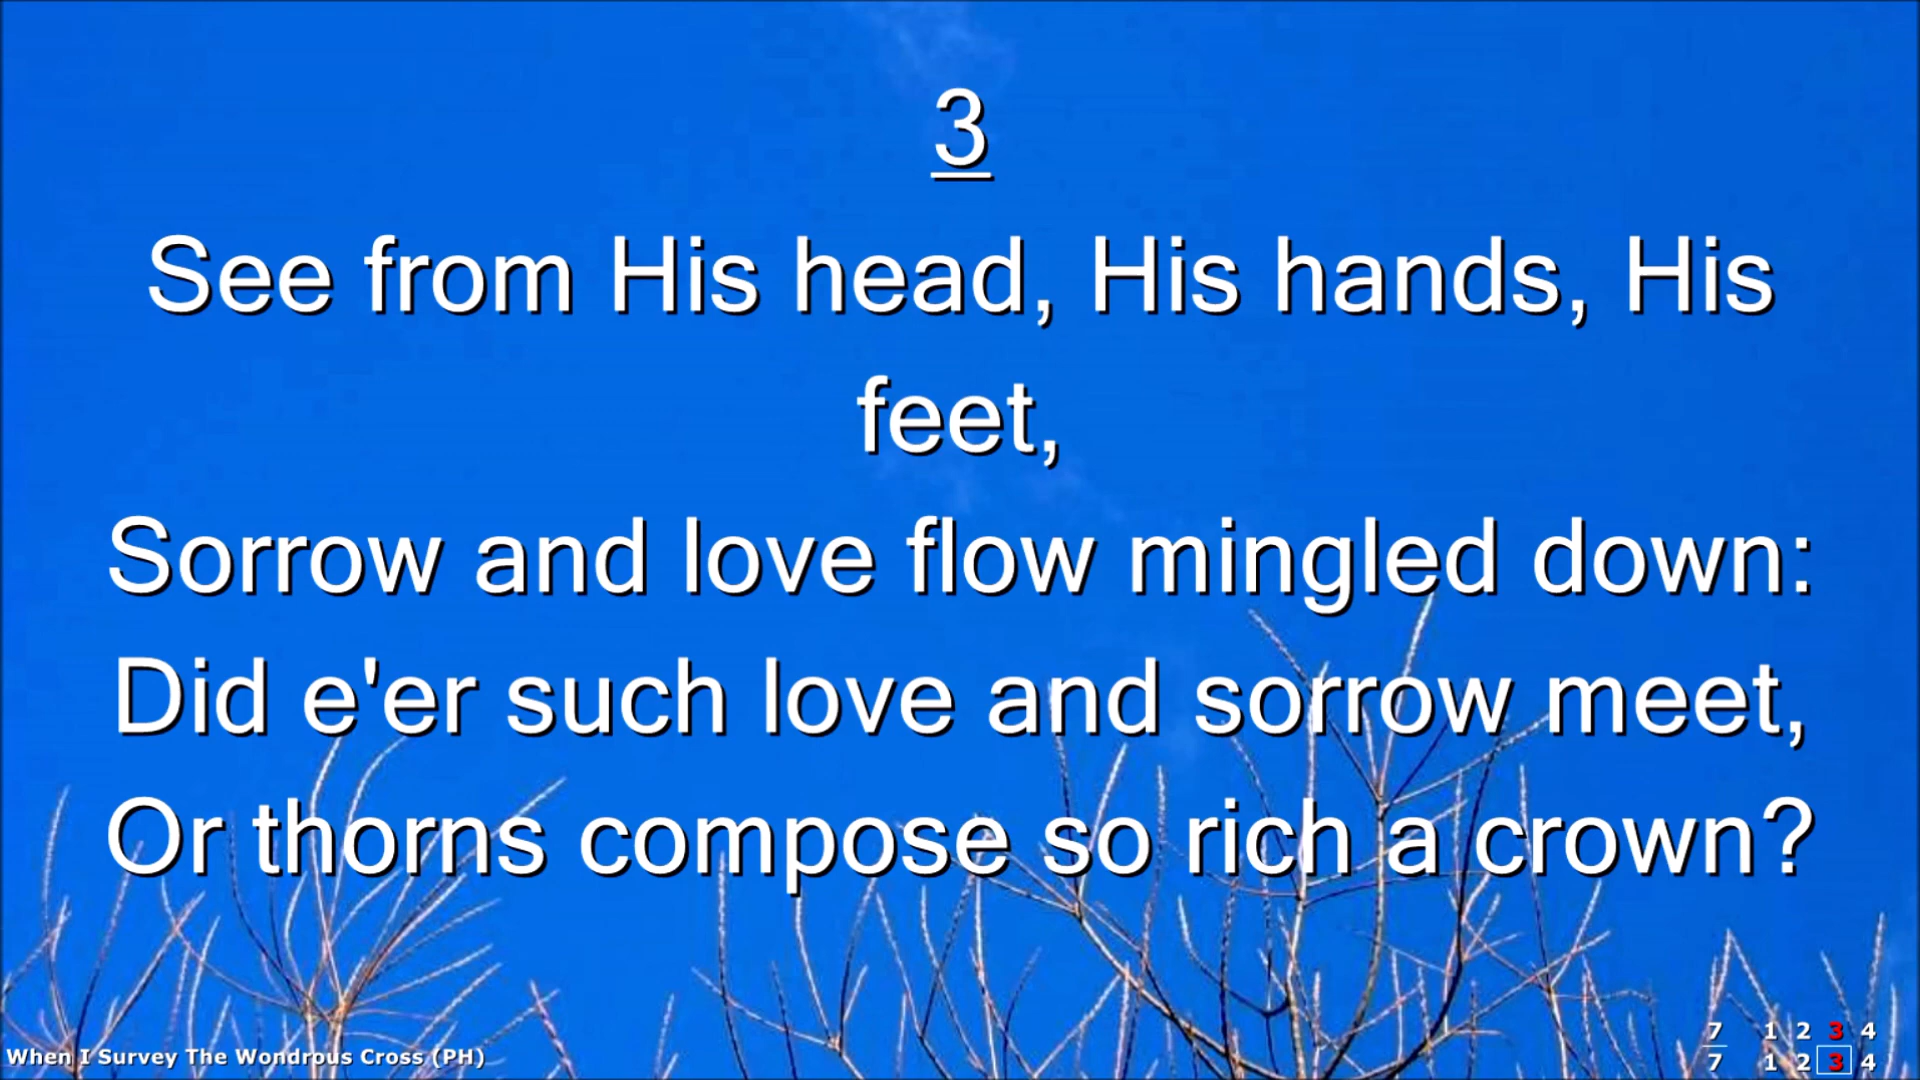 3
See from His head, His hands, His
feet,
Sorrow and love flow mingled down:
Did e'er such love and sorrow meet,
Or thorns compose so rich a crown?
When I Survey The Wondrous Cross (PH)
7 1 2 3 4
7 1 2 3 4